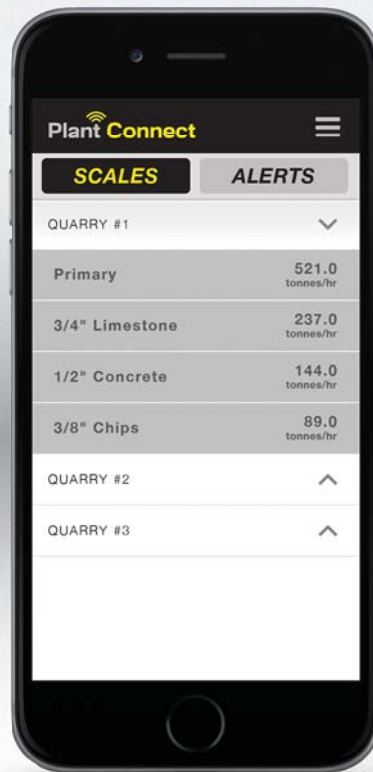 Plant Connect
SCALES ALERTS
QUARRY #1
Primary 521.0
tonnes/hr
3/4" Limestone 237.0
tonnes/hr
1/2" Concrete 144.0
tonnes/hr
3/8" Chips 89.0
tonnes/hr
QUARRY #2
QUARRY #3